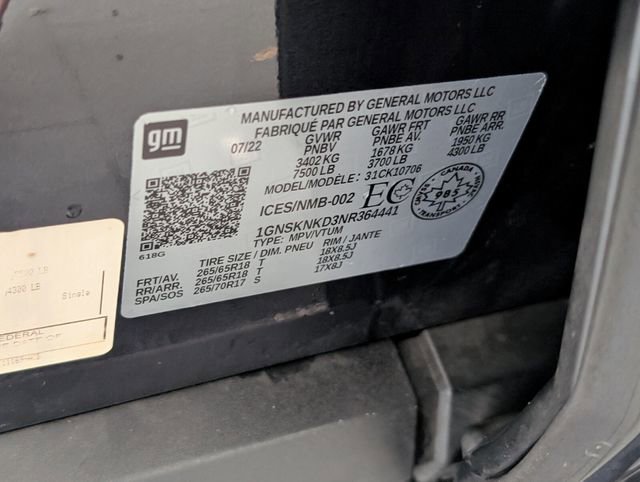 MANUFACTURED BY GENERAL MOTORS LLC
FABRIQUÉ PAR GENERAL MOTORS LLC
gm
07/22 GVWR GAWR FRT GAWR RR
PNBV PNBE AV. PNBE ARR.
3402 KG 1678 KG 1950 KG
7500 LB 3700 LB 4300 LB
MODEL/MODÈLE: 31CK10706
ICES/NMB-002 EC
CANADA
985
TRANSPORT
1GNSKNKD3NR364441
TYPE: MPV/VTUM
618G
TIRE SIZE / DIM. PNEU RIM / JANTE
FRT/AV. 265/65R18 T 18X8.5J
RR/ARR. 265/65R18 T 18X8.5J
SPA/SOS 265/70R17 S 17X8J
4300 LB
Single